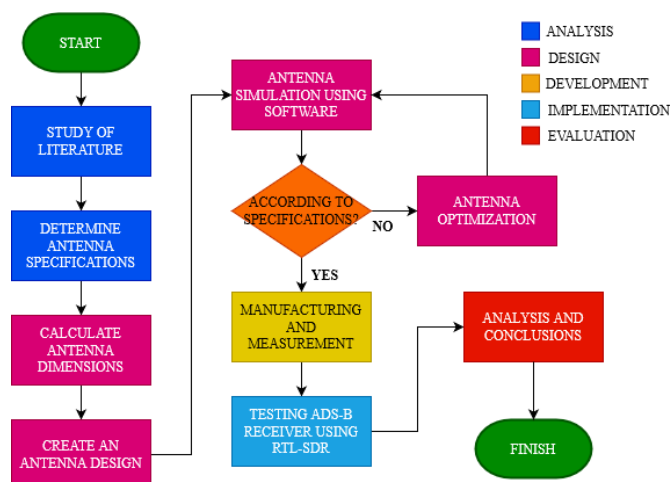 START
STUDY OF
LITERATURE
DETERMINE
ANTENNA
SPECIFICATIONS
CALCULATE
ANTENNA
DIMENSIONS
CREATE AN
ANTENNA DESIGN
ANTENNA
SIMULATION USING
SOFTWARE
ACCORDING TO
SPECIFICATIONS?
NO
ANTENNA
OPTIMIZATION
YES
MANUFACTURING
AND
MEASUREMENT
TESTING ADS-B
RECEIVER USING
RTL-SDR
ANALYSIS AND
CONCLUSIONS
FINISH
ANALYSIS
DESIGN
DEVELOPMENT
IMPLEMENTATION
EVALUATION